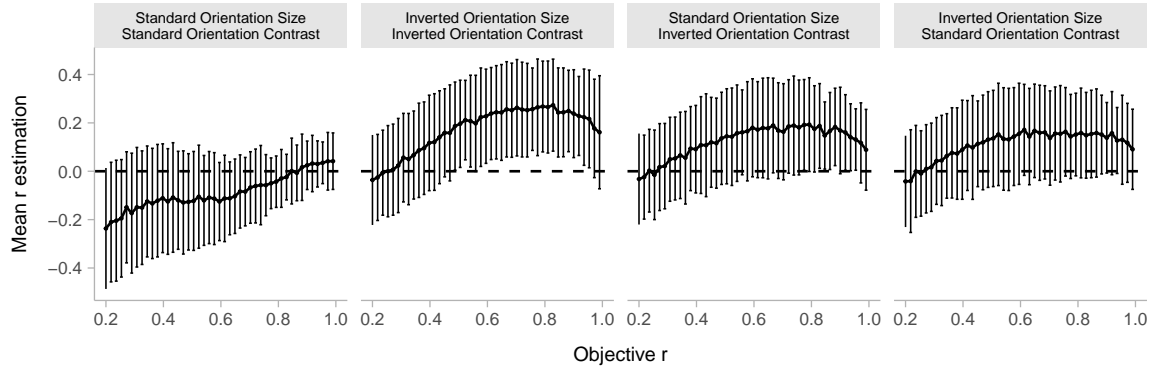 Standard Orientation Size
Standard Orientation Contrast
Inverted Orientation Size
Inverted Orientation Contrast
Standard Orientation Size
Inverted Orientation Contrast
Inverted Orientation Size
Standard Orientation Contrast
Mean r estimation
0.4
0.2
0.0
−0.2
−0.4
0.2 0.4 0.6 0.8 1.0
0.2 0.4 0.6 0.8 1.0
0.2 0.4 0.6 0.8 1.0
0.2 0.4 0.6 0.8 1.0
Objective r